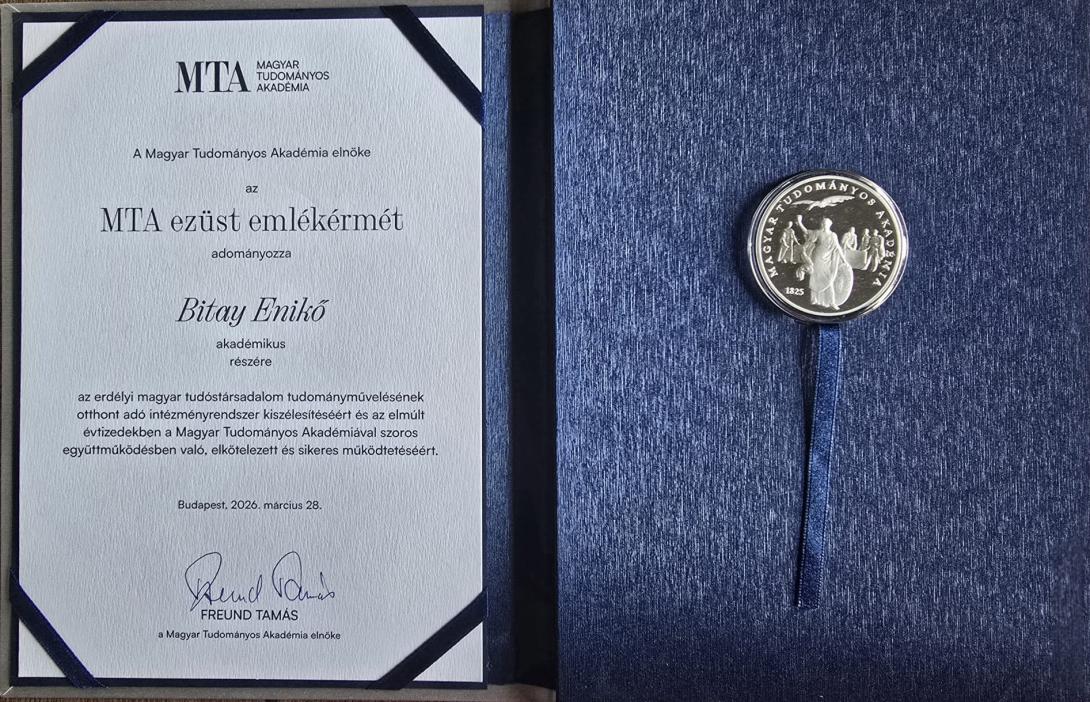 MTA MAGYAR
TUDOMÁNYOS
AKADÉMIA
A Magyar Tudományos Akadémia elnöke
az
MTA ezüst emlékérmét
adományozza
Bitay Enikő
akadémikus
részére
az erdélyi magyar tudóstársadalom tudományművelésének
otthont adó intézményrendszer kiszélesítéséért és az elmúlt
évtizedekben a Magyar Tudományos Akadémiával szoros
együttműködésben való, elkötelezett és sikeres működtetéséért.
Budapest, 2026. március 28.
Freund Tamás
FREUND TAMÁS
a Magyar Tudományos Akadémia elnöke
MAGYAR TUDOMÁNYOS AKADÉMIA
1825